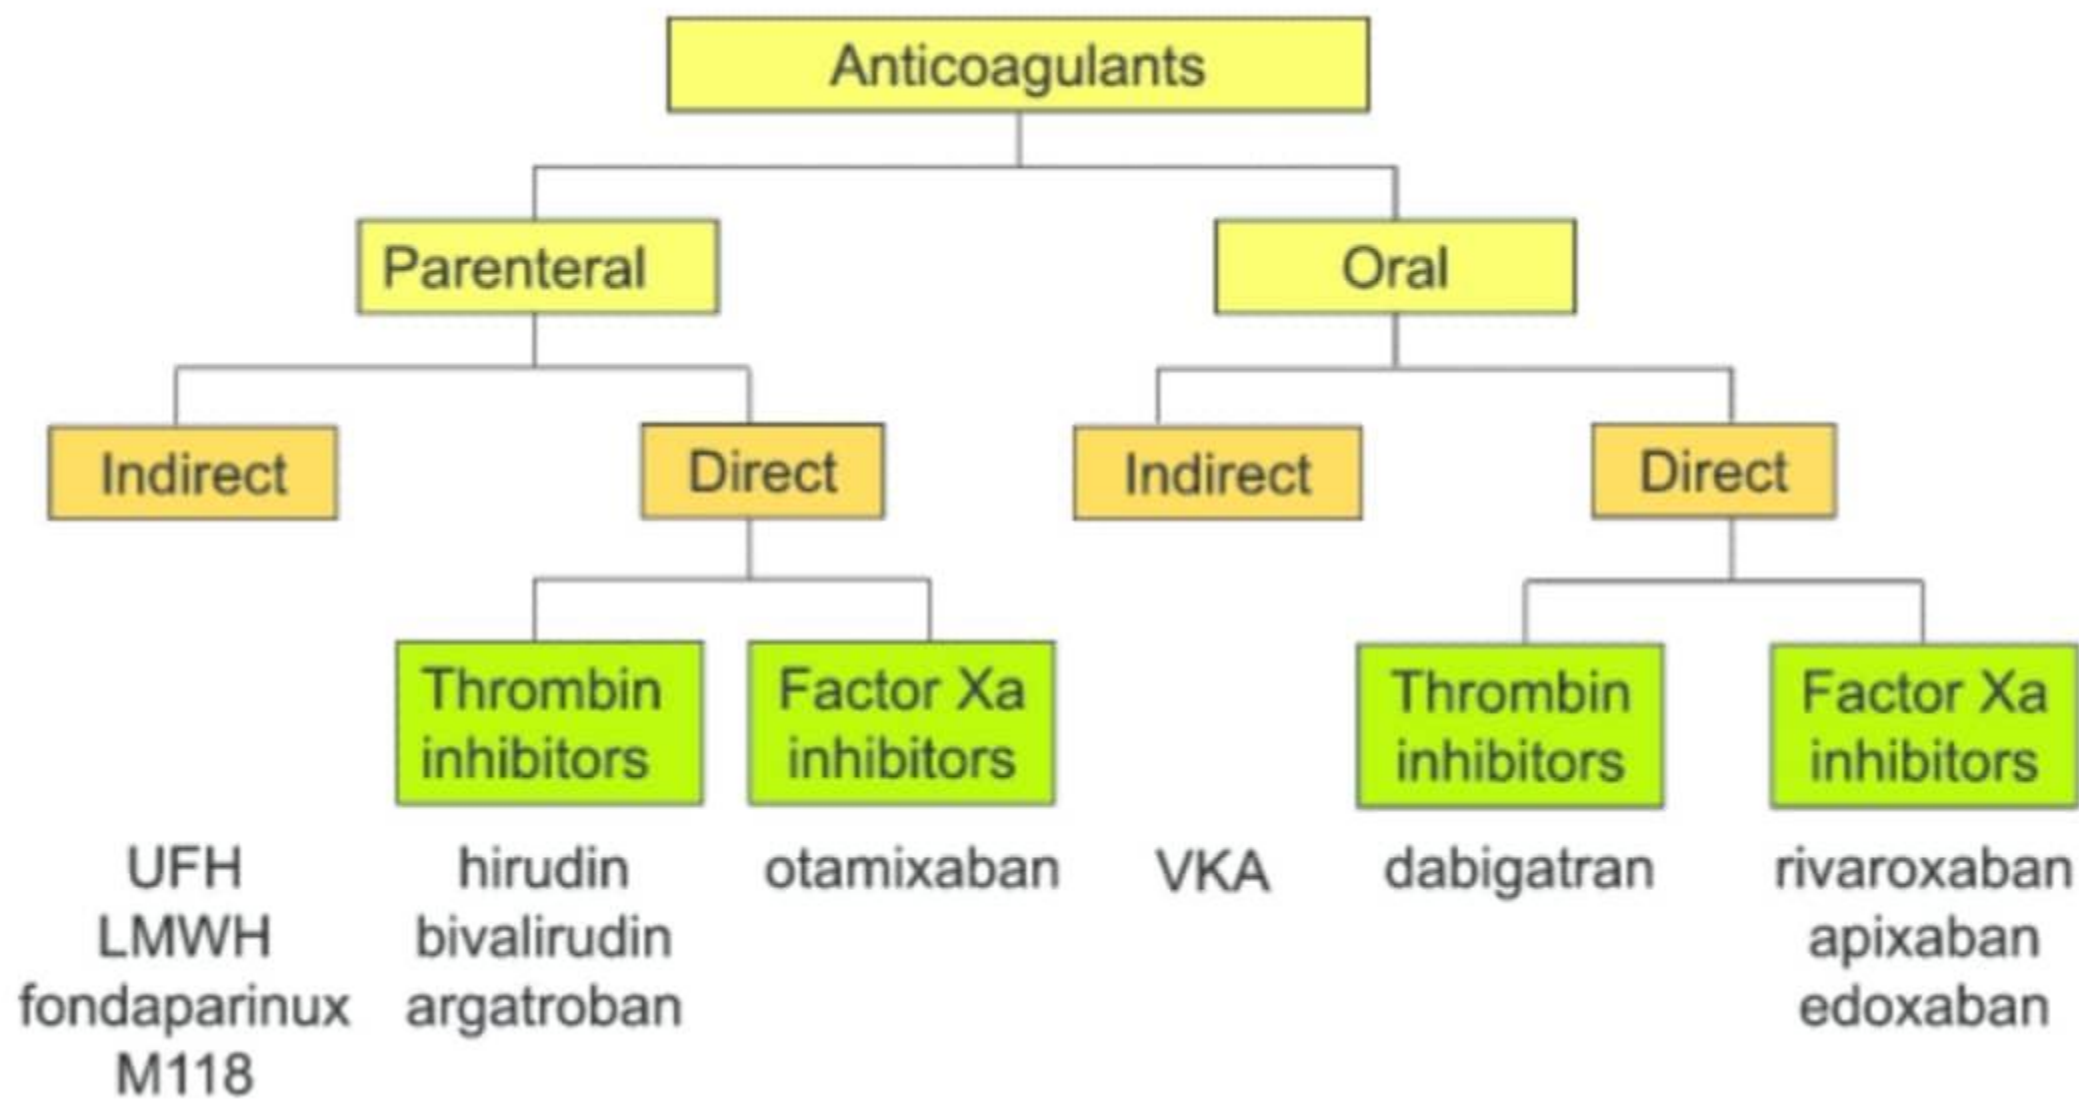 Anticoagulants
Parenteral
Oral
Indirect
Direct
Indirect
Direct
Thrombin
inhibitors
Factor Xa
inhibitors
Thrombin
inhibitors
Factor Xa
inhibitors
UFH
LMWH
fondaparinux
M118
hirudin
bivalirudin
argatroban
otamixaban
VKA
dabigatran
rivaroxaban
apixaban
edoxaban